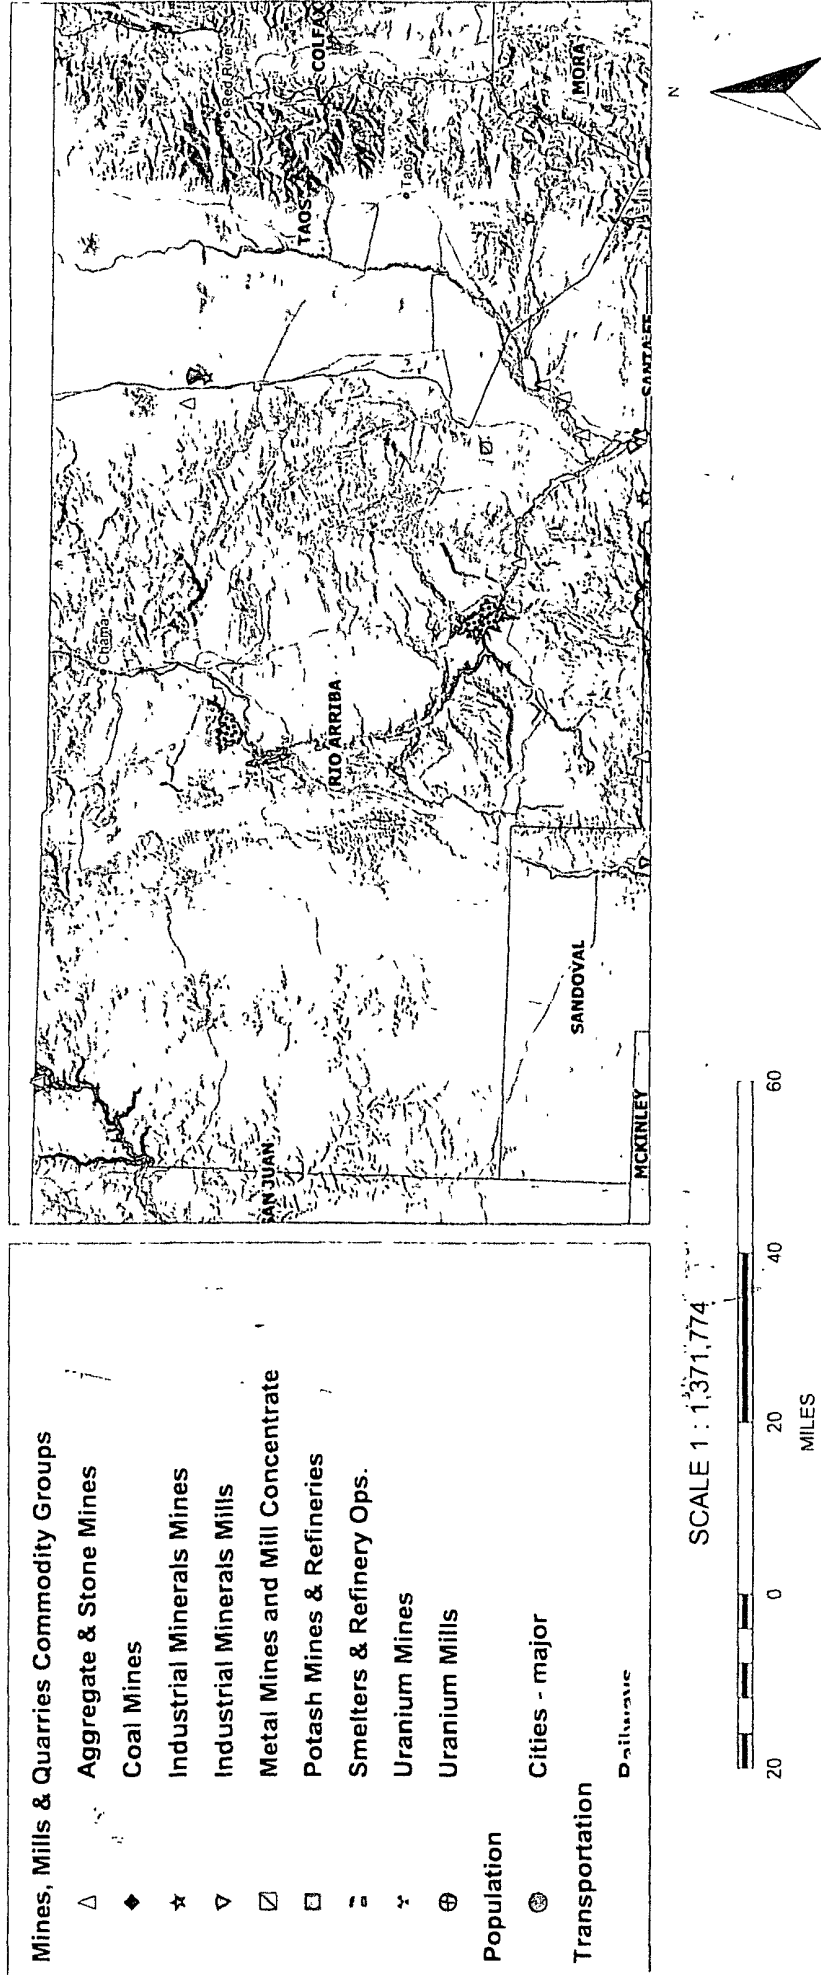 Mines, Mills & Quarries Commodity Groups
Aggregate & Stone Mines
Coal Mines
Industrial Minerals Mines
Industrial Minerals Mills
Metal Mines and Mill Concentrate
Potash Mines & Refineries
Smelters & Refinery Ops.
Uranium Mines
Uranium Mills
Population
Cities - major
Transportation
Railways
SAN JUAN
MCKINLEY
SANDOVAL
RIO ARRIBA
Chama
TAOS
Taos
Red River
COLFAX
MORA
SANTA FE
SCALE 1 : 1,371,774
20 0 20 40 60
MILES
N